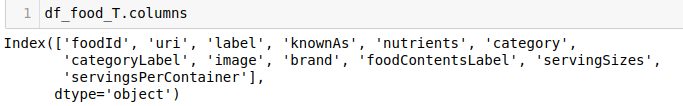 1 df_food_T.columns
Index(['foodId', 'uri', 'label', 'knownAs', 'nutrients', 'category',
'categoryLabel', 'image', 'brand', 'foodContentsLabel', 'servingSizes',
'servingsPerContainer'],
dtype='object')